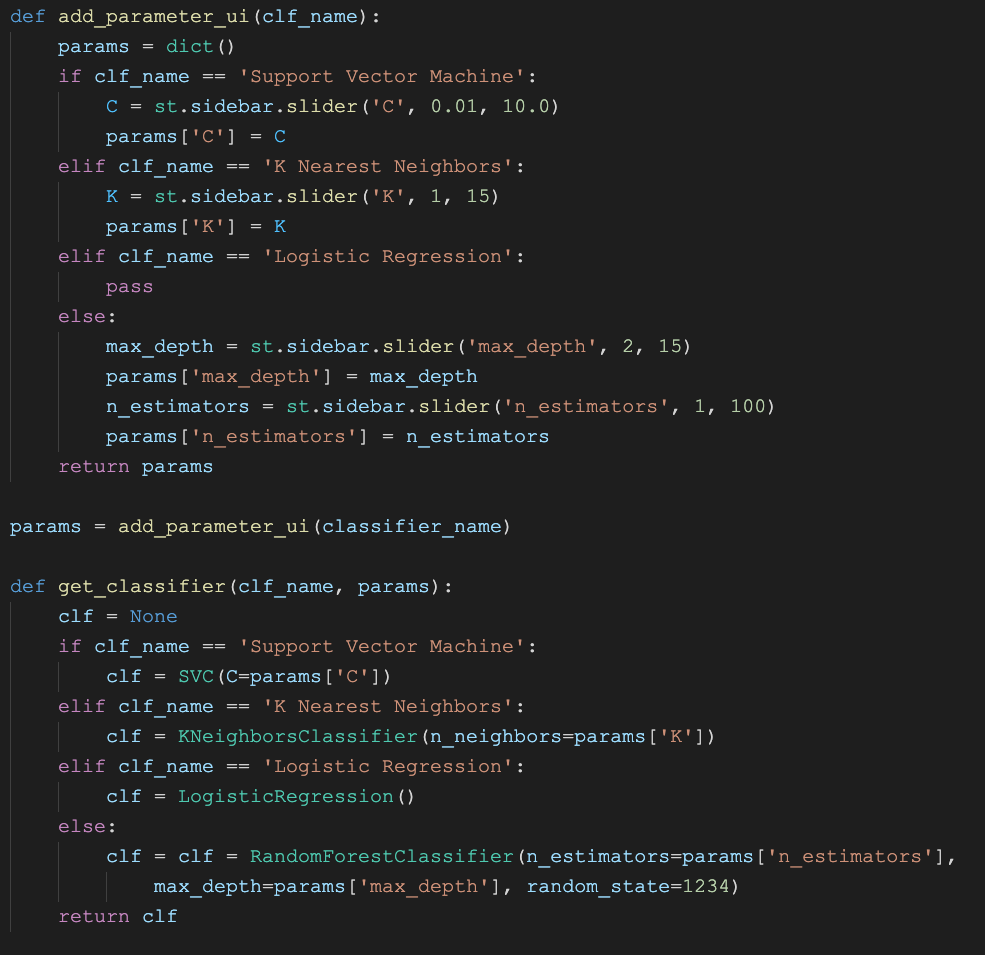 def add_parameter_ui(clf_name):
    params = dict()
    if clf_name == 'Support Vector Machine':
        C = st.sidebar.slider('C', 0.01, 10.0)
        params['C'] = C
    elif clf_name == 'K Nearest Neighbors':
        K = st.sidebar.slider('K', 1, 15)
        params['K'] = K
    elif clf_name == 'Logistic Regression':
        pass
    else:
        max_depth = st.sidebar.slider('max_depth', 2, 15)
        params['max_depth'] = max_depth
        n_estimators = st.sidebar.slider('n_estimators', 1, 100)
        params['n_estimators'] = n_estimators
    return params

params = add_parameter_ui(classifier_name)

def get_classifier(clf_name, params):
    clf = None
    if clf_name == 'Support Vector Machine':
        clf = SVC(C=params['C'])
    elif clf_name == 'K Nearest Neighbors':
        clf = KNeighborsClassifier(n_neighbors=params['K'])
    elif clf_name == 'Logistic Regression':
        clf = LogisticRegression()
    else:
        clf = clf = RandomForestClassifier(n_estimators=params['n_estimators'],
            max_depth=params['max_depth'], random_state=1234)
    return clf